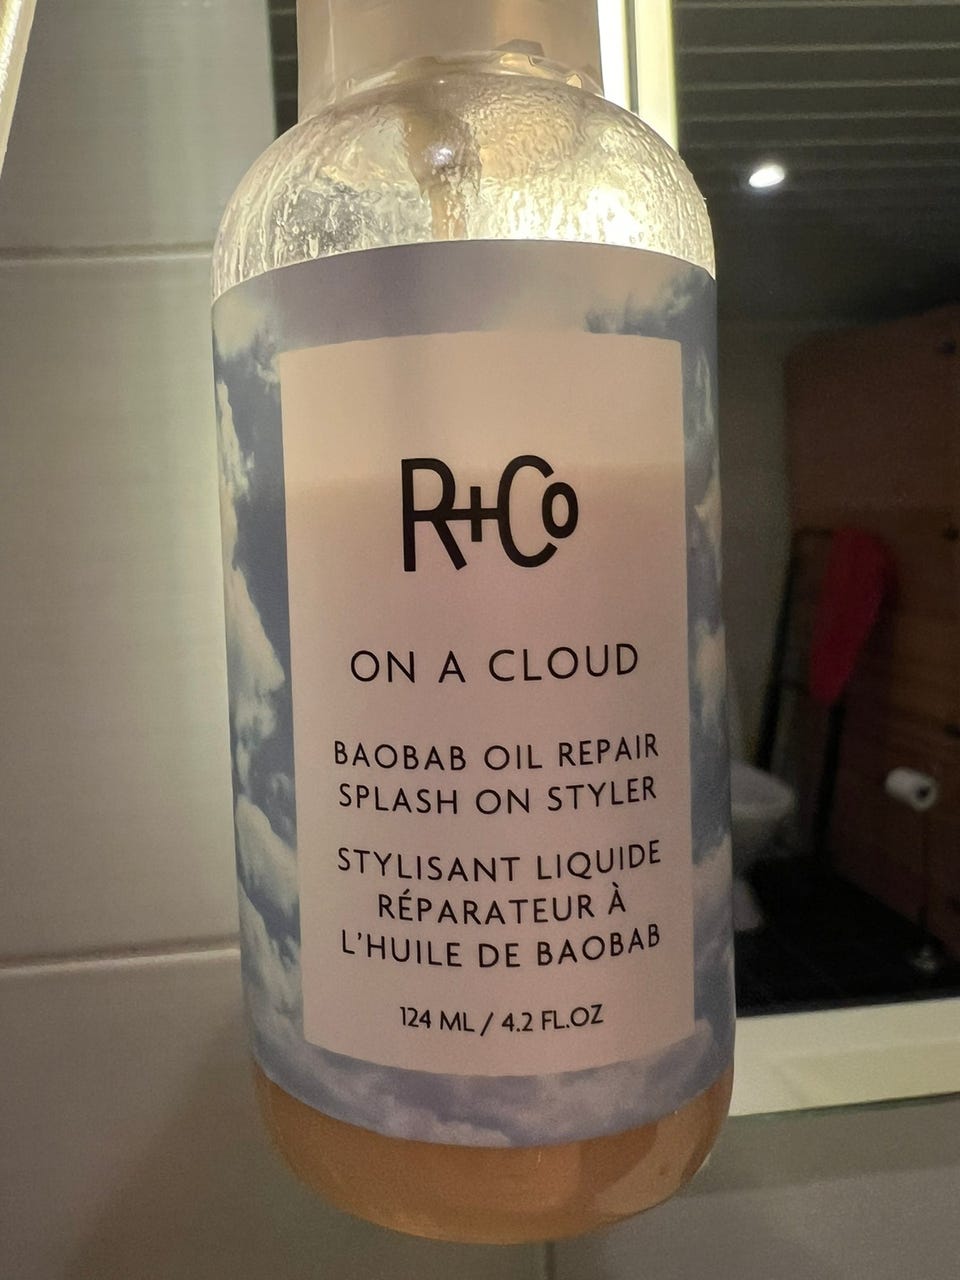 R+Co
ON A CLOUD
BAOBAB OIL REPAIR
SPLASH ON STYLER
STYLISANT LIQUIDE
RÉPARATEUR À
L'HUILE DE BAOBAB
124 ML / 4.2 FL.OZ